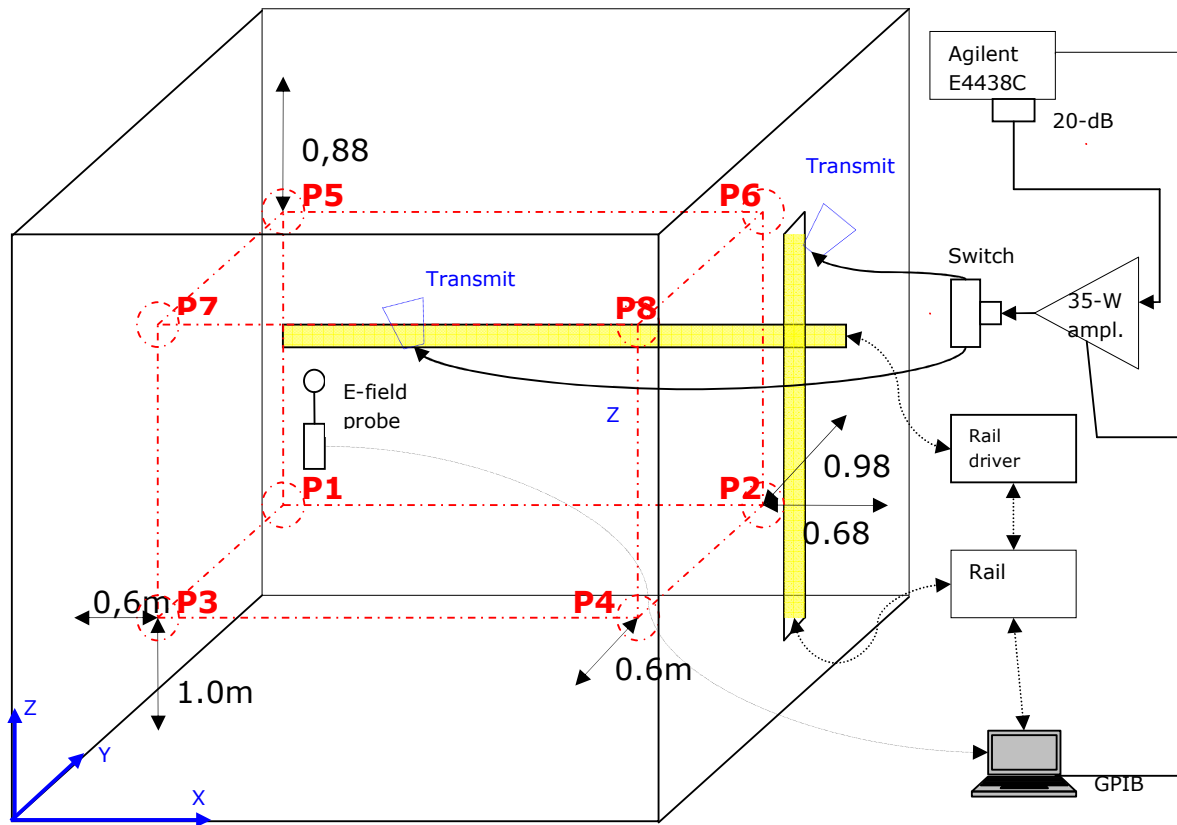 Agilent
E4438C
20-dB
0,88
Transmit
P5
P6
Switch
Transmit
P7
P8
35-W
ampl.
E-field
probe
Z
Rail
driver
0.98
P1
P2
0.68
Rail
0,6m
P3
P4
0.6m
1.0m
Z
Y
X
GPIB